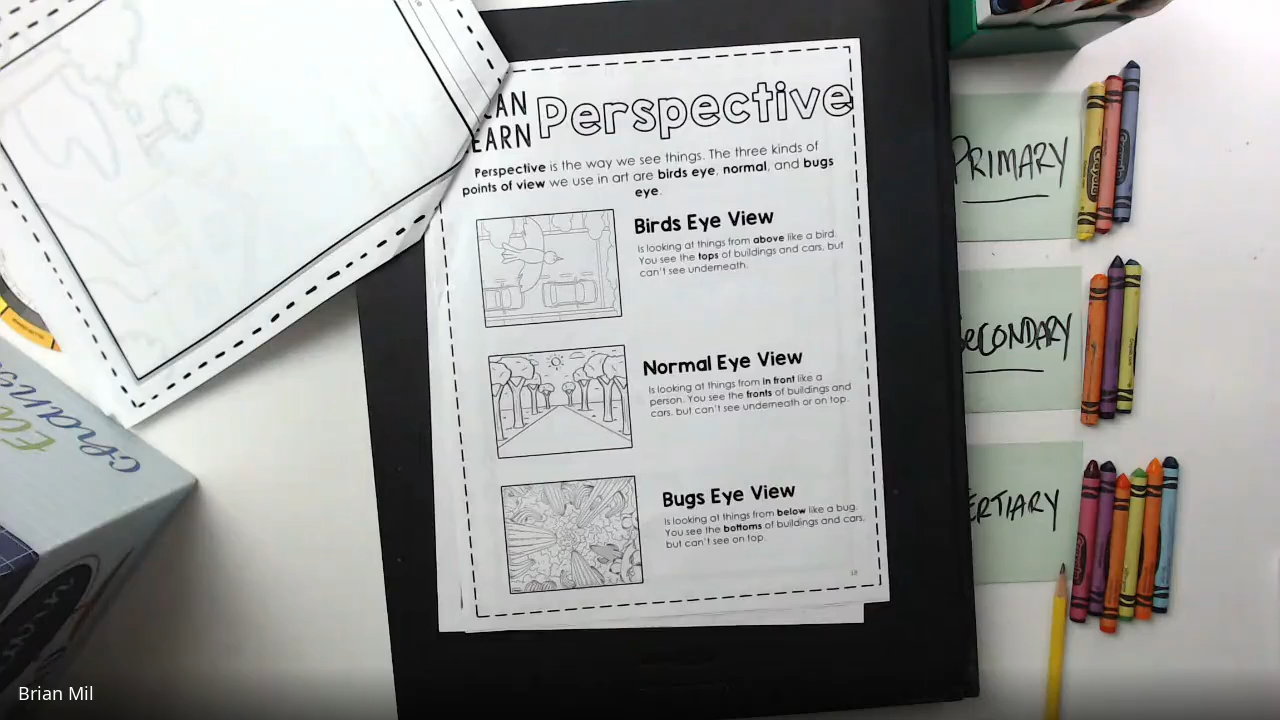 Perspective
Perspective is the way we see things. The three kinds of
points of view we use in art are birds eye, normal, and bugs
eye.
Birds Eye View
Is looking at things from above like a bird.
You see the tops of buildings and cars, but
can't see underneath.
Normal Eye View
Is looking at things from in front like a
person. You see the fronts of buildings and
cars, but can't see underneath or on top.
Bugs Eye View
Is looking at things from below like a bug.
You see the bottoms of buildings and cars,
but can't see on top.
PRIMARY
SECONDARY
ERTIARY
Brian Mil